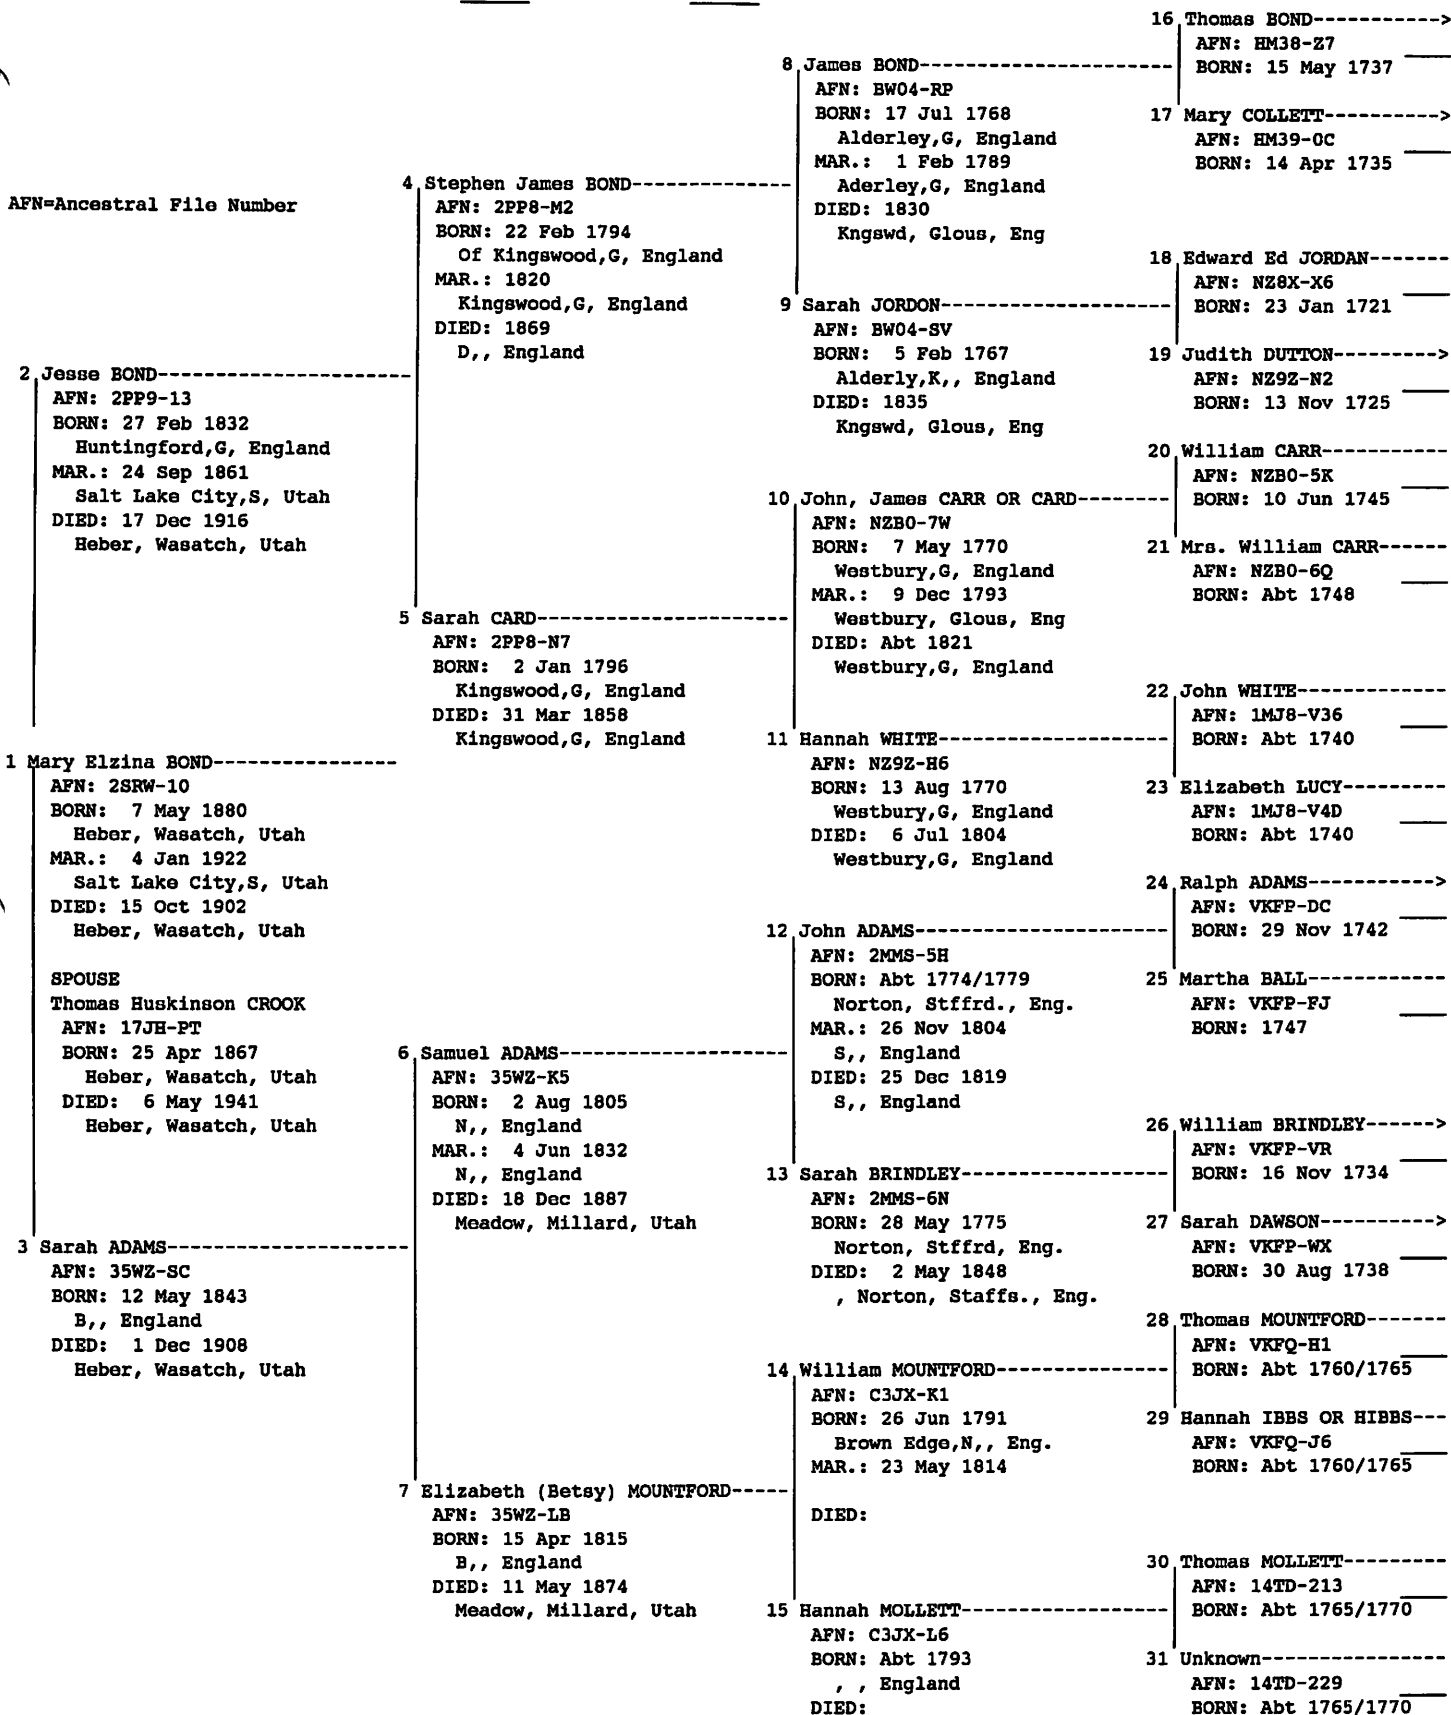 AFN=Ancestral File Number
1 Mary Elzina BOND----------------
AFN: 2SRW-10
BORN: 7 May 1880
Heber, Wasatch, Utah
MAR.: 4 Jan 1922
Salt Lake City,S, Utah
DIED: 15 Oct 1902
Heber, Wasatch, Utah
SPOUSE
Thomas Huskinson CROOK
AFN: 17JH-PT
BORN: 25 Apr 1867
Heber, Wasatch, Utah
DIED: 6 May 1941
Heber, Wasatch, Utah
2 Jesse BOND----------------------
AFN: 2PP9-13
BORN: 27 Feb 1832
Huntingford,G, England
MAR.: 24 Sep 1861
Salt Lake City,S, Utah
DIED: 17 Dec 1916
Heber, Wasatch, Utah
3 Sarah ADAMS---------------------
AFN: 35WZ-SC
BORN: 12 May 1843
B,, England
DIED: 1 Dec 1908
Heber, Wasatch, Utah
4 Stephen James BOND--------------
AFN: 2PP8-M2
BORN: 22 Feb 1794
Of Kingswood,G, England
MAR.: 1820
Kingswood,G, England
DIED: 1869
D,, England
5 Sarah CARD----------------------
AFN: 2PP8-N7
BORN: 2 Jan 1796
Kingswood,G, England
DIED: 31 Mar 1858
Kingswood,G, England
6 Samuel ADAMS--------------------
AFN: 35WZ-K5
BORN: 2 Aug 1805
N,, England
MAR.: 4 Jun 1832
N,, England
DIED: 18 Dec 1887
Meadow, Millard, Utah
7 Elizabeth (Betsy) MOUNTFORD-----
AFN: 35WZ-LB
BORN: 15 Apr 1815
B,, England
DIED: 11 May 1874
Meadow, Millard, Utah
8 James BOND----------------------
AFN: BW04-RP
BORN: 17 Jul 1768
Alderley,G, England
MAR.: 1 Feb 1789
Aderley,G, England
DIED: 1830
Kngswd, Glous, Eng
9 Sarah JORDON--------------------
AFN: BW04-SV
BORN: 5 Feb 1767
Alderly,K,, England
DIED: 1835
Kngswd, Glous, Eng
10 John, James CARR OR CARD--------
AFN: NZB0-7W
BORN: 7 May 1770
Westbury,G, England
MAR.: 9 Dec 1793
Westbury, Glous, Eng
DIED: Abt 1821
Westbury,G, England
11 Hannah WHITE--------------------
AFN: NZ9Z-H6
BORN: 13 Aug 1770
Westbury,G, England
DIED: 6 Jul 1804
Westbury,G, England
12 John ADAMS----------------------
AFN: 2MMS-5H
BORN: Abt 1774/1779
Norton, Stffrd., Eng.
MAR.: 26 Nov 1804
S,, England
DIED: 25 Dec 1819
S,, England
13 Sarah BRINDLEY------------------
AFN: 2MMS-6N
BORN: 28 May 1775
Norton, Stffrd, Eng.
DIED: 2 May 1848
, Norton, Staffs., Eng.
14 William MOUNTFORD---------------
AFN: C3JX-K1
BORN: 26 Jun 1791
Brown Edge,N,, Eng.
MAR.: 23 May 1814
DIED:
15 Hannah MOLLETT------------------
AFN: C3JX-L6
BORN: Abt 1793
, , England
DIED:
16 Thomas BOND----------->
AFN: HM38-Z7
BORN: 15 May 1737
17 Mary COLLETT---------->
AFN: HM39-0C
BORN: 14 Apr 1735
18 Edward Ed JORDAN-------
AFN: NZ8X-X6
BORN: 23 Jan 1721
19 Judith DUTTON--------->
AFN: NZ9Z-N2
BORN: 13 Nov 1725
20 William CARR-----------
AFN: NZB0-5K
BORN: 10 Jun 1745
21 Mrs. William CARR------
AFN: NZB0-6Q
BORN: Abt 1748
22 John WHITE-------------
AFN: 1MJ8-V36
BORN: Abt 1740
23 Elizabeth LUCY---------
AFN: 1MJ8-V4D
BORN: Abt 1740
24 Ralph ADAMS----------->
AFN: VKFP-DC
BORN: 29 Nov 1742
25 Martha BALL------------
AFN: VKFP-FJ
BORN: 1747
26 William BRINDLEY------>
AFN: VKFP-VR
BORN: 16 Nov 1734
27 Sarah DAWSON---------->
AFN: VKFP-WX
BORN: 30 Aug 1738
28 Thomas MOUNTFORD-------
AFN: VKFQ-H1
BORN: Abt 1760/1765
29 Hannah IBBS OR HIBBS---
AFN: VKFQ-J6
BORN: Abt 1760/1765
30 Thomas MOLLETT---------
AFN: 14TD-213
BORN: Abt 1765/1770
31 Unknown----------------
AFN: 14TD-229
BORN: Abt 1765/1770